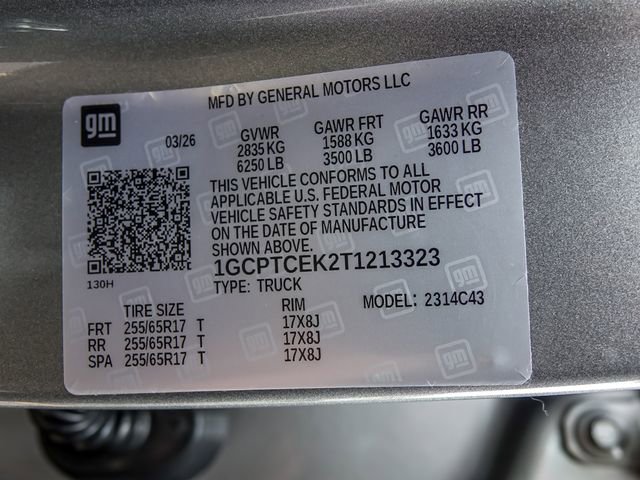 MFD BY GENERAL MOTORS LLC
gm
03/26
GVWR GAWR FRT GAWR RR
2835 KG 1588 KG 1633 KG
6250 LB 3500 LB 3600 LB
THIS VEHICLE CONFORMS TO ALL
APPLICABLE U.S. FEDERAL MOTOR
VEHICLE SAFETY STANDARDS IN EFFECT
ON THE DATE OF MANUFACTURE
SHOWN ABOVE.
130H
1GCPTCEK2T1213323
TYPE: TRUCK
MODEL: 2314C43
TIRE SIZE RIM
FRT 255/65R17 T 17X8J
RR 255/65R17 T 17X8J
SPA 255/65R17 T 17X8J